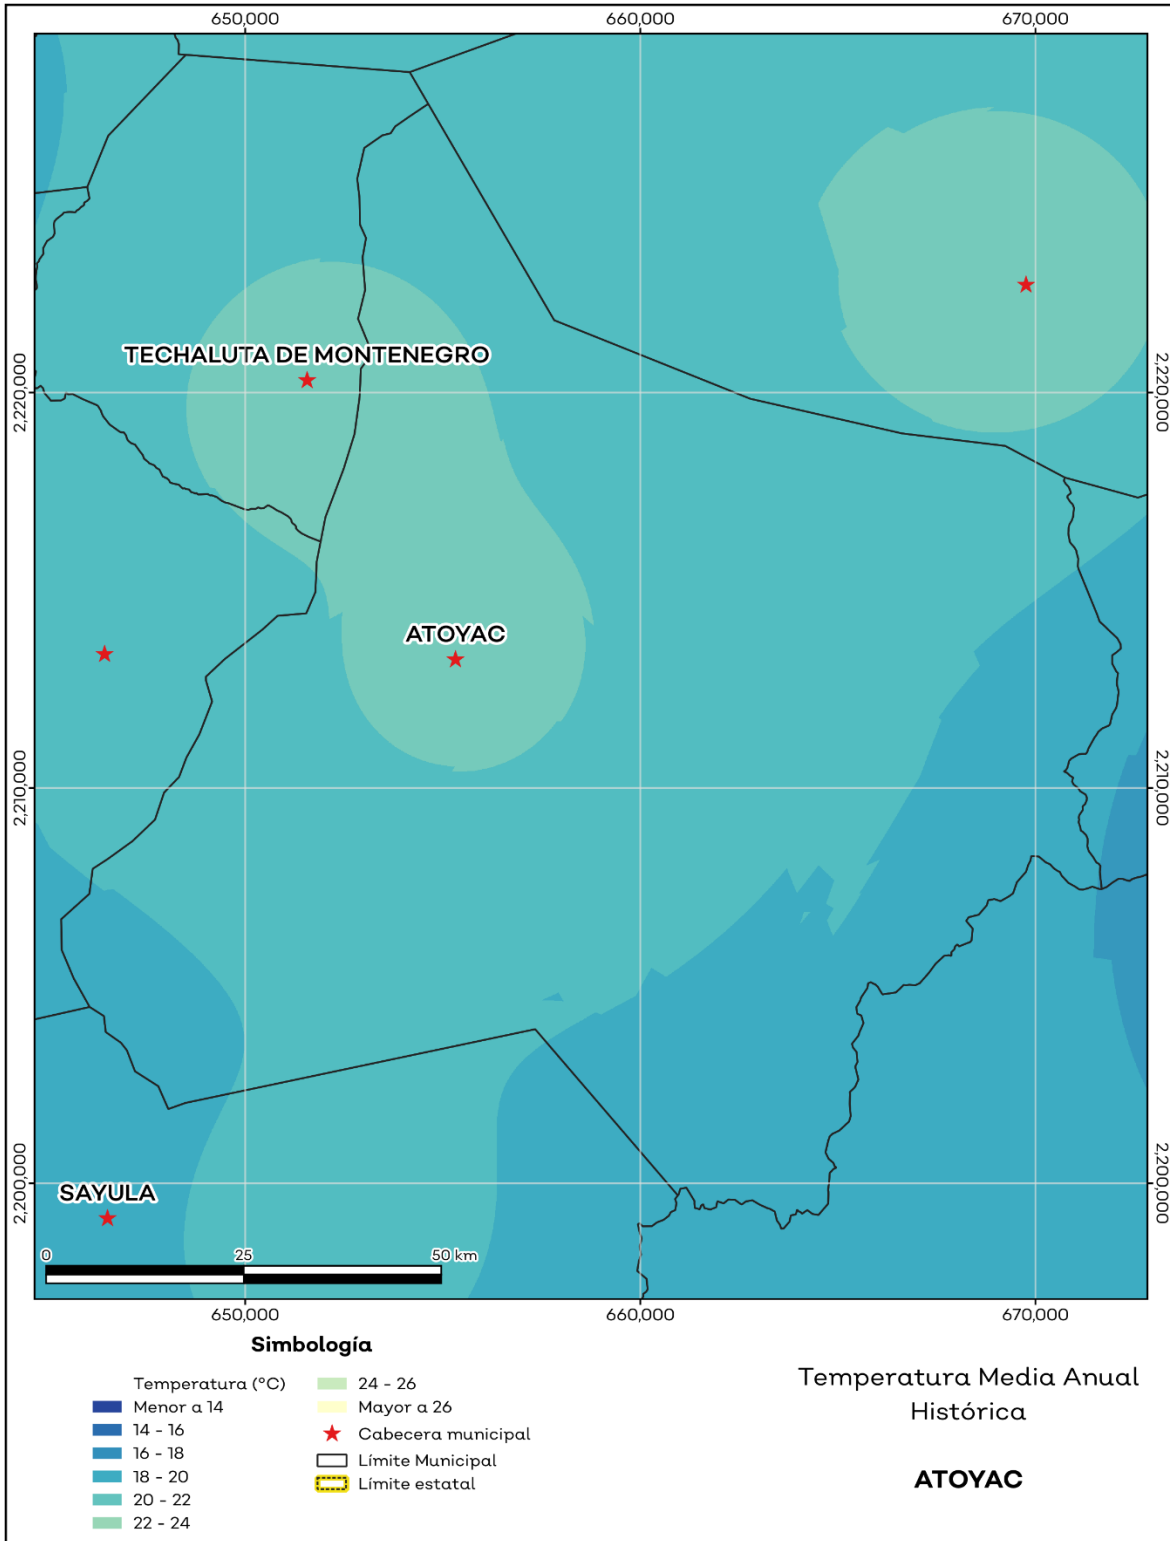 650,000
660,000
670,000
TECHALUTA DE MONTENEGRO
2,220,000
2,220,000
ATOYAC
2,210,000
2,210,000
2,200,000
2,200,000
SAYULA
0
25
50 km
650,000
660,000
670,000
Simbología
Temperatura (°C)
Menor a 14
14 - 16
16 - 18
18 - 20
20 - 22
22 - 24
24 - 26
Mayor a 26
Cabecera municipal
Límite Municipal
Límite estatal
Temperatura Media Anual
Histórica
ATOYAC